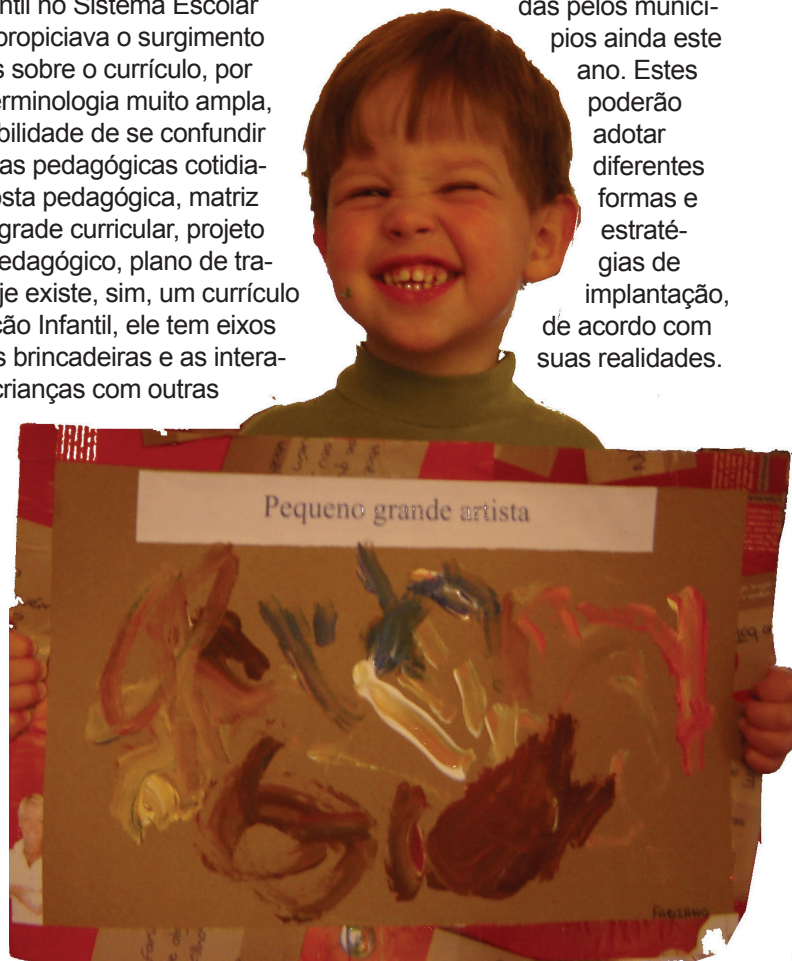 ntil no Sistema Escolar
propiciava o surgimento
s sobre o currículo, por
erminologia muito ampla,
bilidade de se confundir
as pedagógicas cotidia-
osta pedagógica, matriz
grade curricular, projeto
edagógico, plano de tra-
je existe, sim, um currículo
ção Infantil, ele tem eixos
s brincadeiras e as intera-
crianças com outras
das pelos municí-
pios ainda este
ano. Estes
poderão
adotar
diferentes
formas e
estraté-
gias de
implantação,
de acordo com
suas realidades.
Pequeno grande artista
FABIANO